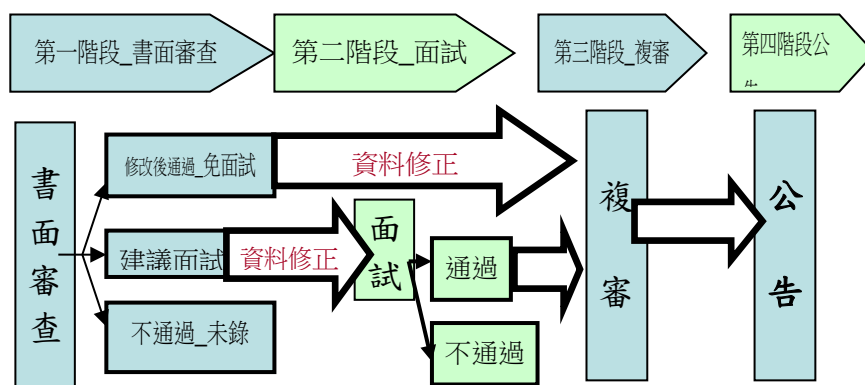 第一階段_書面審查
第二階段_面試
第三階段_複審
第四階段公
書面審查
修改後通過_免試
資料修正
建議面試
資料修正
不通過_未錄
面試
通過
不通過
複審
公告